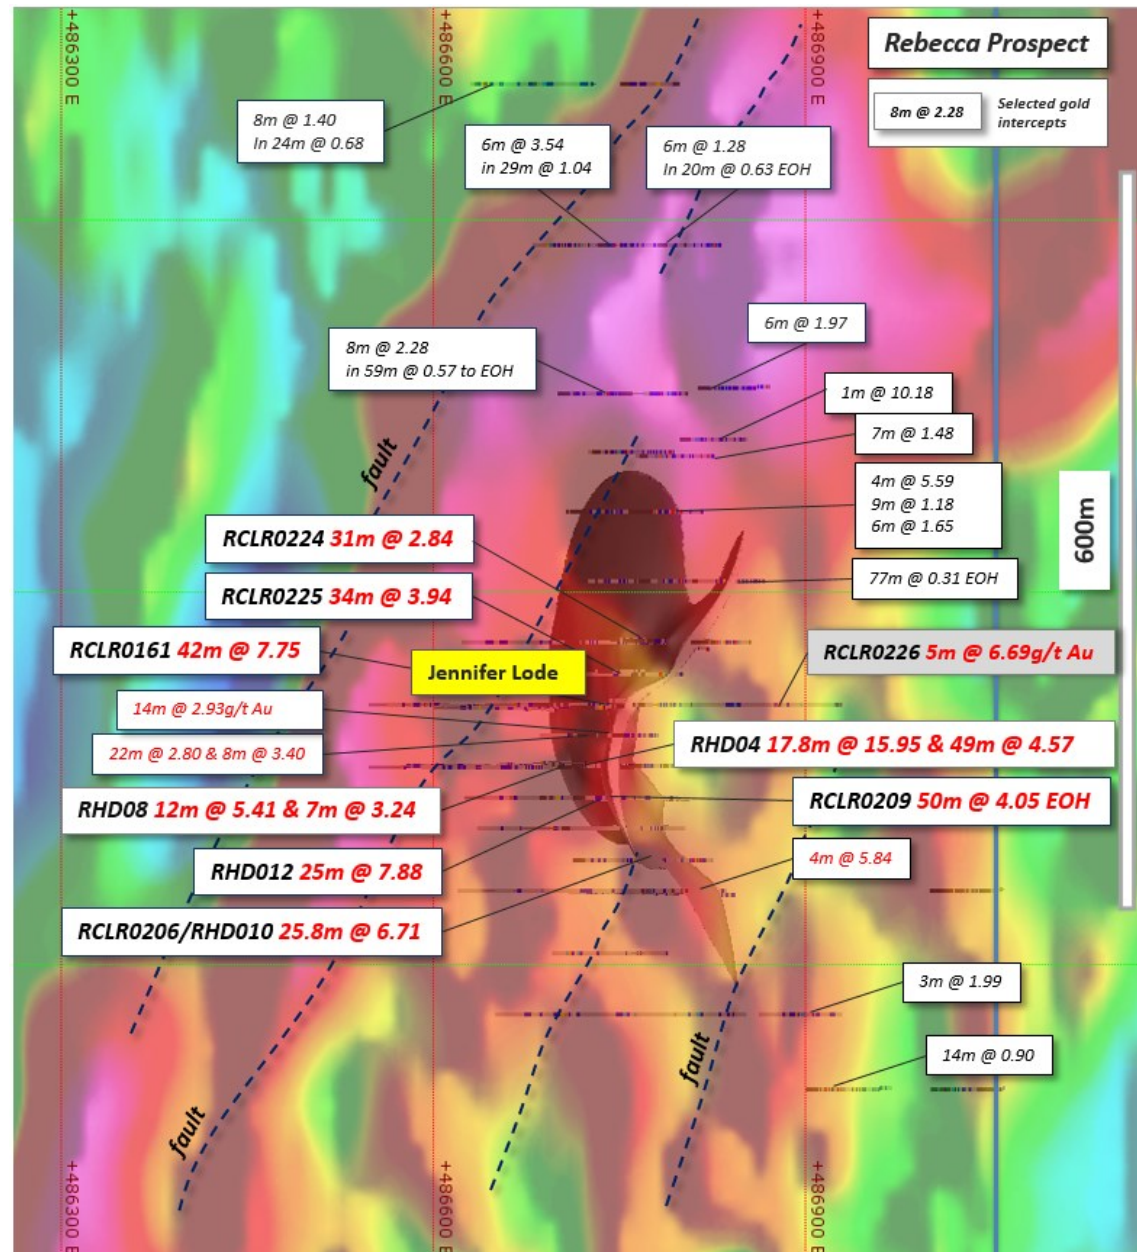 +486300 E
+486600 E
+486900 E
Rebecca Prospect
8m @ 2.28
Selected gold
intercepts
8m @ 1.40
In 24m @ 0.68
6m @ 3.54
in 29m @ 1.04
6m @ 1.28
In 20m @ 0.63 EOH
6m @ 1.97
8m @ 2.28
in 59m @ 0.57 to EOH
1m @ 10.18
7m @ 1.48
fault
4m @ 5.59
9m @ 1.18
6m @ 1.65
600m
RCLR0224 31m @ 2.84
77m @ 0.31 EOH
RCLR0225 34m @ 3.94
RCLR0161 42m @ 7.75
Jennifer Lode
RCLR0226 5m @ 6.69g/t Au
14m @ 2.93g/t Au
22m @ 2.80 & 8m @ 3.40
RHD04 17.8m @ 15.95 & 49m @ 4.57
RHD08 12m @ 5.41 & 7m @ 3.24
RCLR0209 50m @ 4.05 EOH
RHD012 25m @ 7.88
4m @ 5.84
RCLR0206/RHD010 25.8m @ 6.71
3m @ 1.99
fault
14m @ 0.90
fault
+486300 E
+486600 E
+486900 E